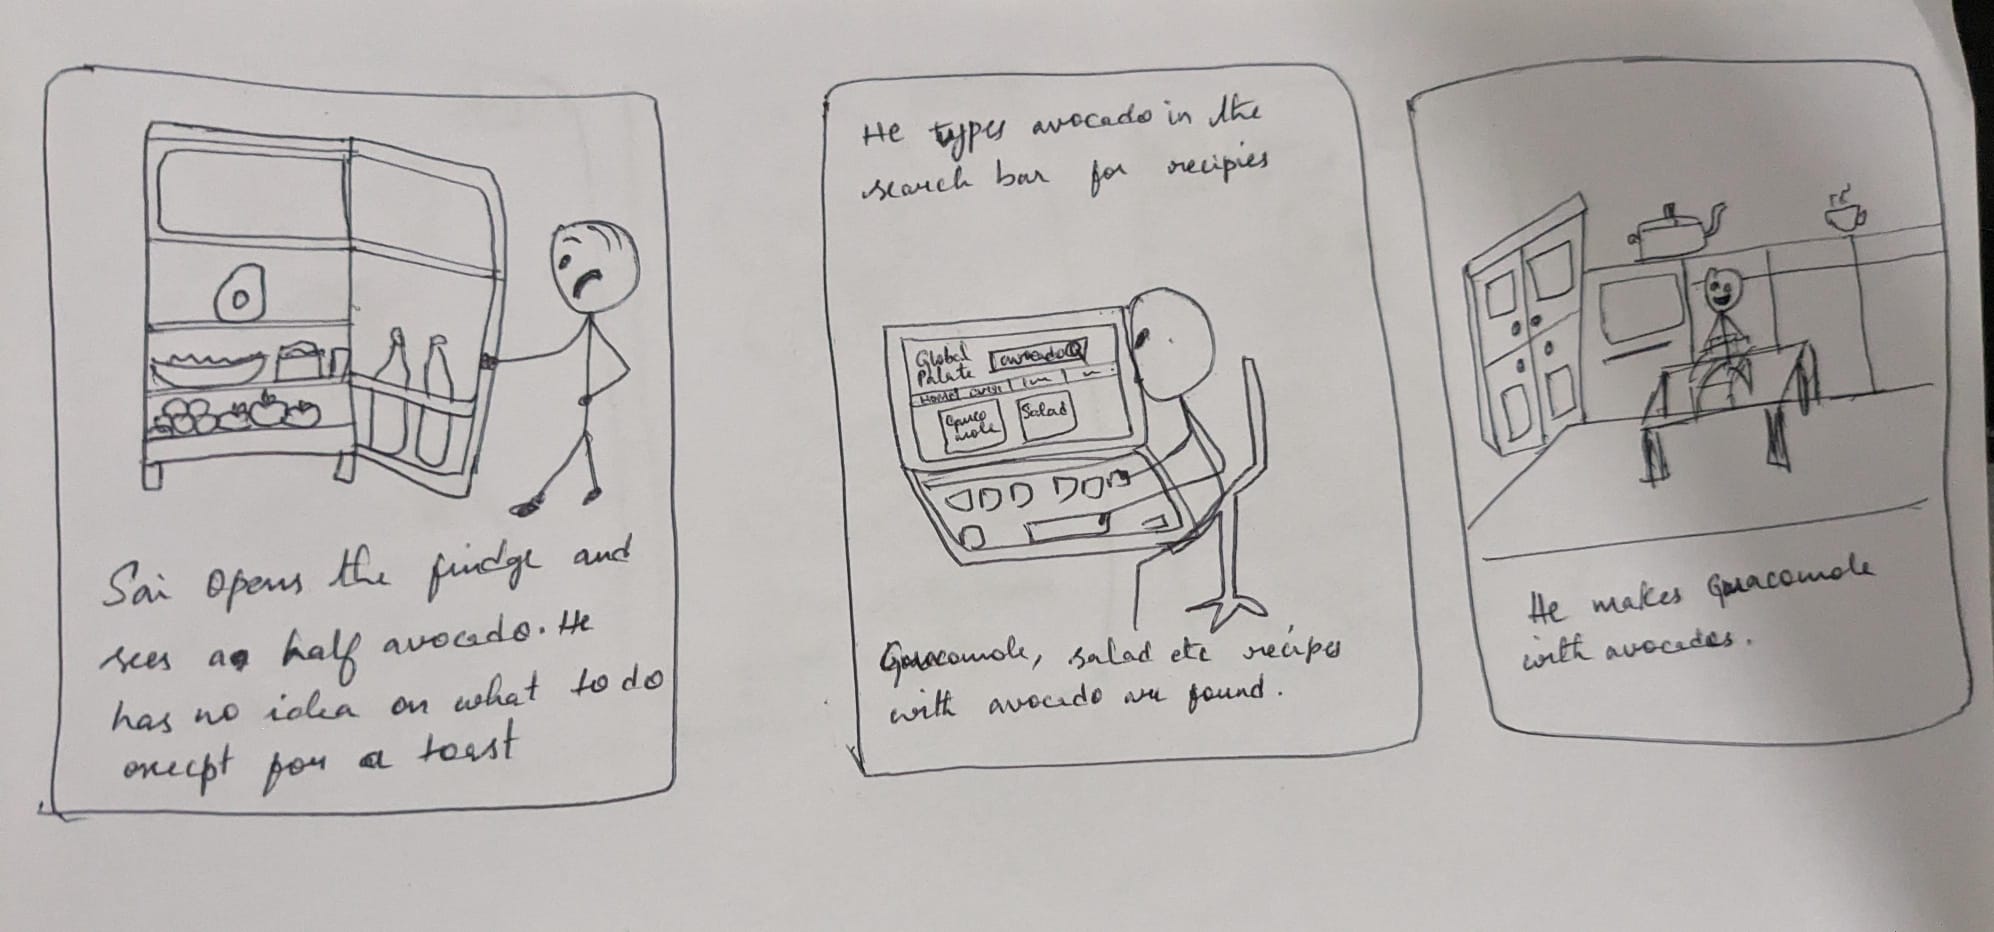 Sai opens the fridge and
sees a half avocado. He
has no idea on what to do
except for a toast
He types avocado in the
search bar for recipies
Global
Palate
avocado
Home
Guaco
mole
Salad
Guacomole, salad etc recipes
with avocado are found.
He makes Guacomole
with avocados.